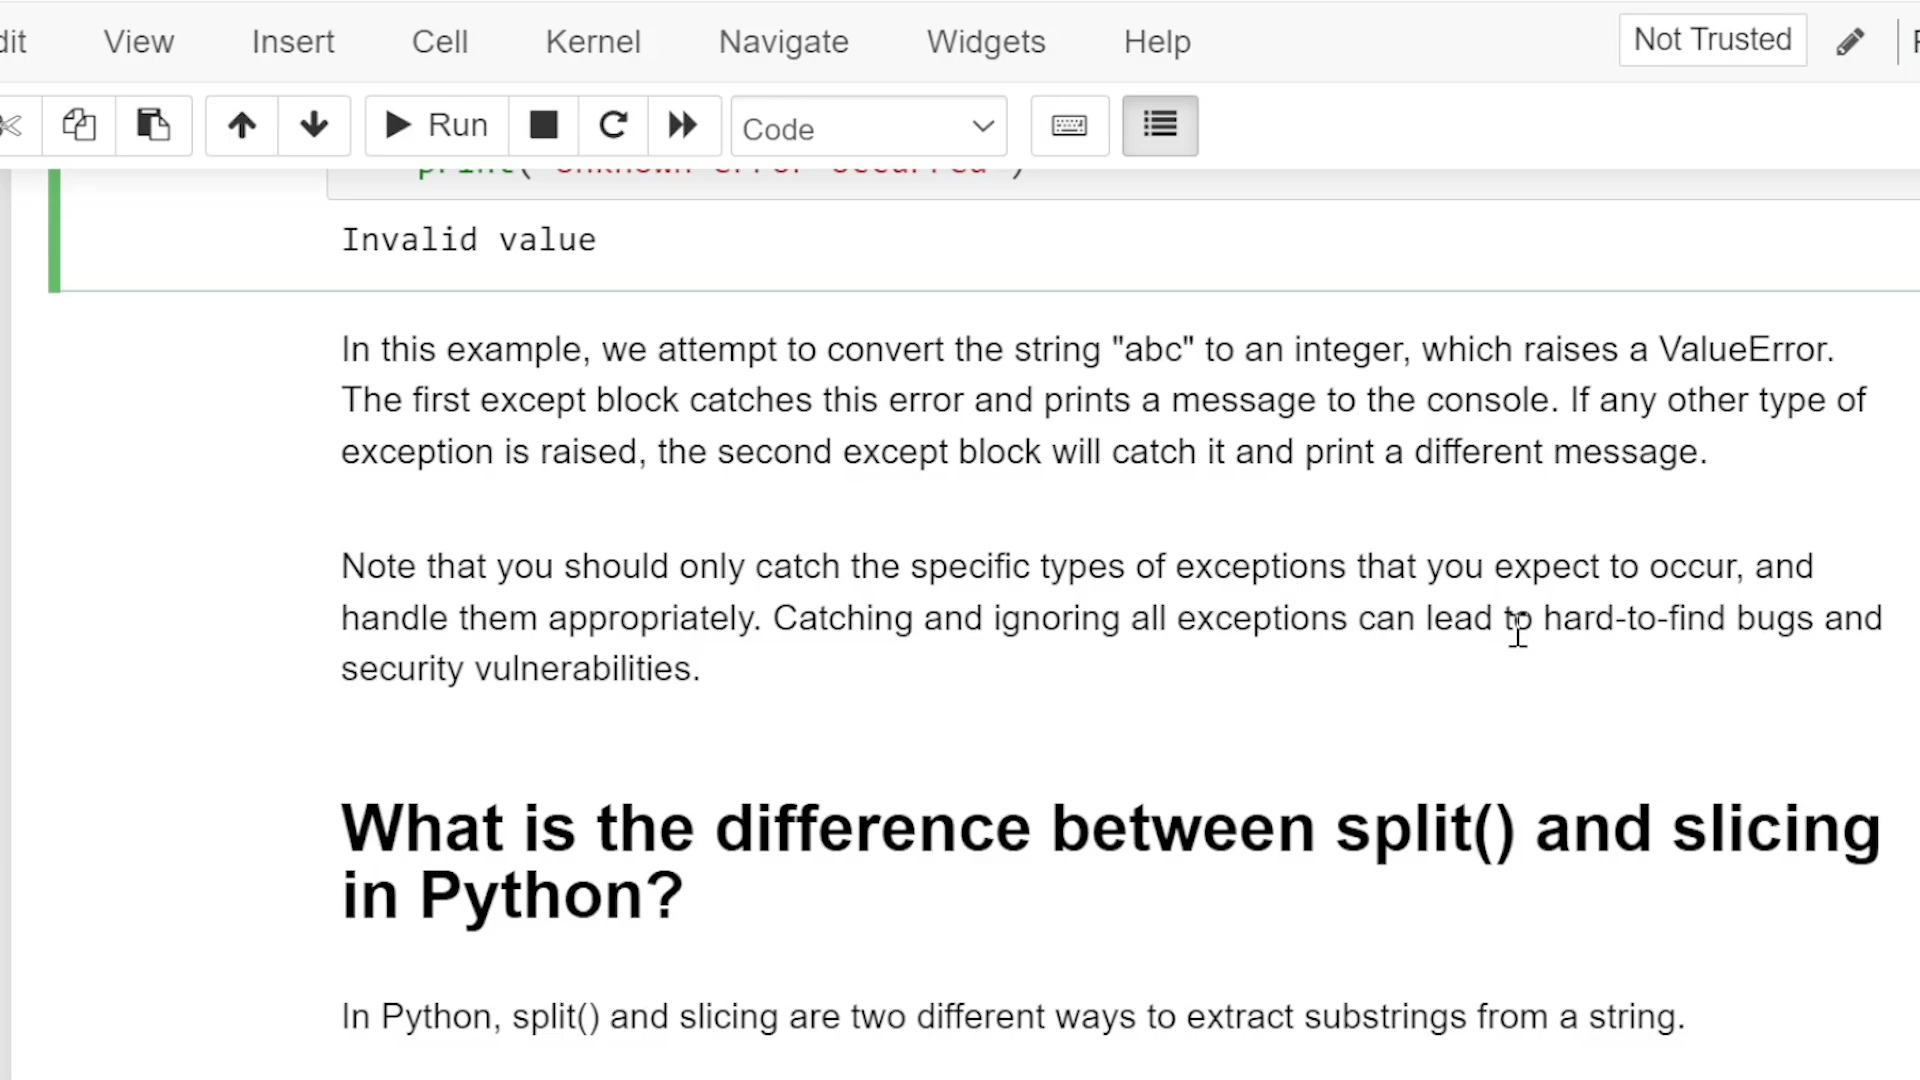 dit View Insert Cell Kernel Navigate Widgets Help Not Trusted
Run Code
Invalid value
In this example, we attempt to convert the string "abc" to an integer, which raises a ValueError.
The first except block catches this error and prints a message to the console. If any other type of
exception is raised, the second except block will catch it and print a different message.
Note that you should only catch the specific types of exceptions that you expect to occur, and
handle them appropriately. Catching and ignoring all exceptions can lead to hard-to-find bugs and
security vulnerabilities.
What is the difference between split() and slicing
in Python?
In Python, split() and slicing are two different ways to extract substrings from a string.